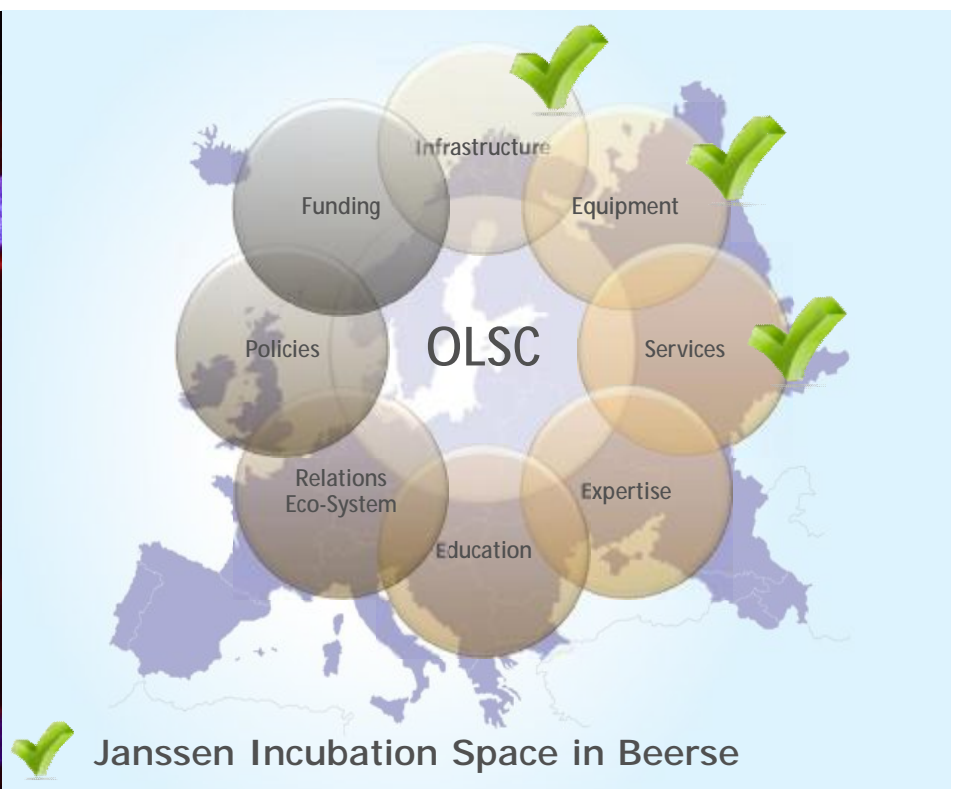 Infrastructure
Funding
Equipment
Policies
OLSC
Services
Relations
Eco-System
Expertise
Education
Janssen Incubation Space in Beerse